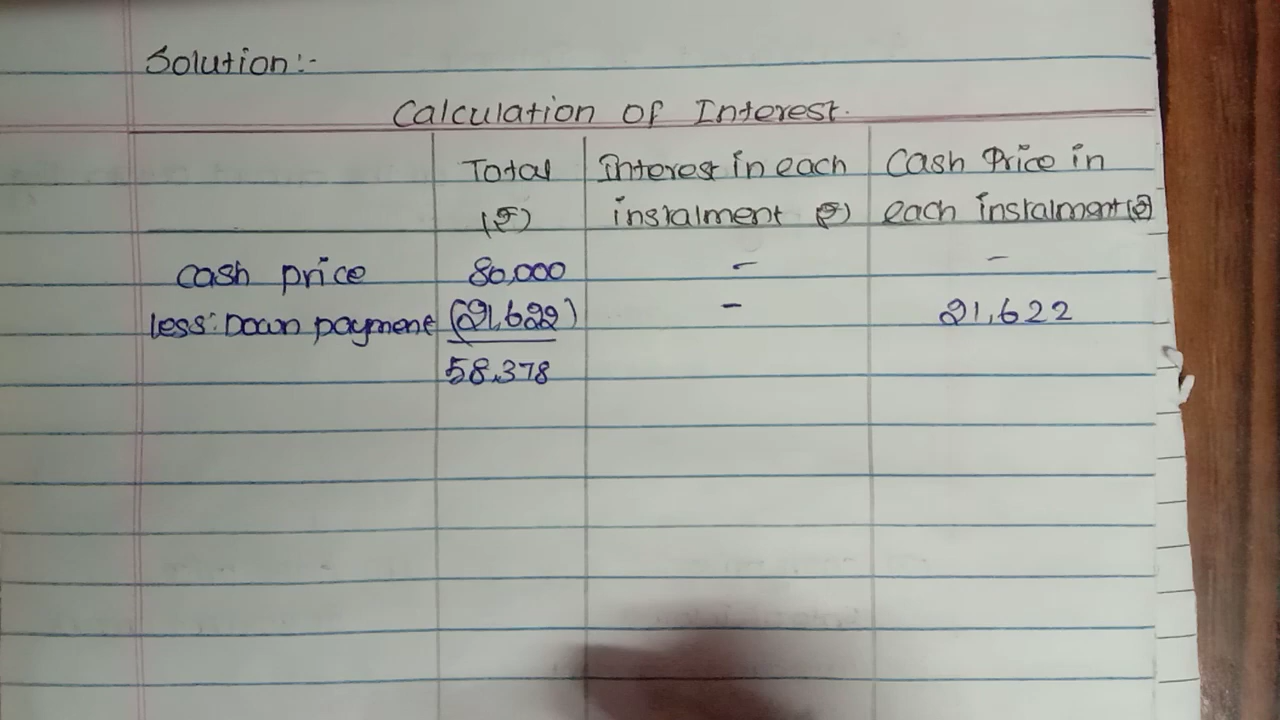 Solution:-
Calculation of Interest.
Total Interest in each Cash Price in
(₹) instalment (₹) each instalment (₹)
cash price 80,000 - -
less: Down payment (21,622) - 21,622
58,378